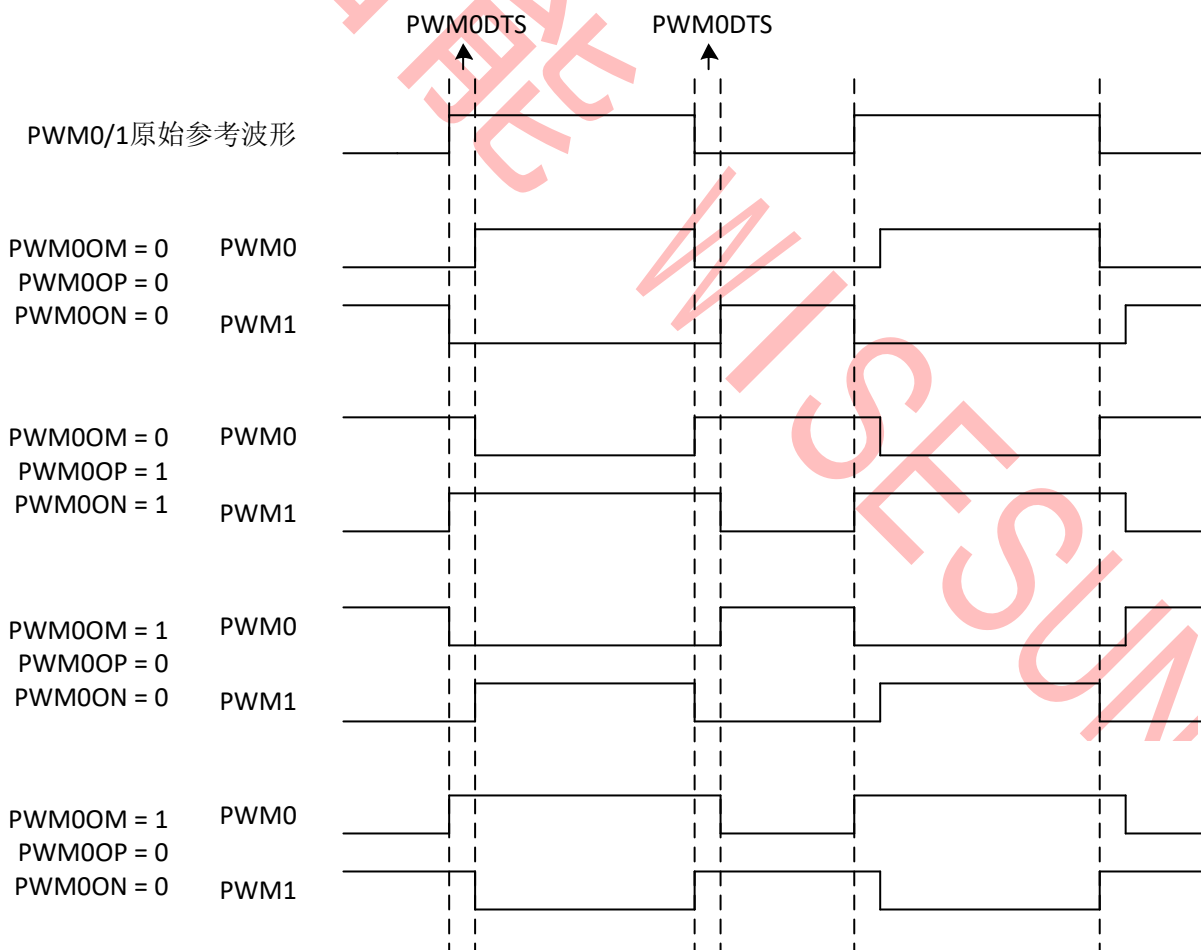 PWM0DTS
PWM0DTS
PWM0/1原始参考波形
PWM0OM = 0
PWM0OP = 0
PWM0ON = 0
PWM0
PWM1
PWM0OM = 0
PWM0OP = 1
PWM0ON = 1
PWM0
PWM1
PWM0OM = 1
PWM0OP = 0
PWM0ON = 0
PWM0
PWM1
PWM0OM = 1
PWM0OP = 0
PWM0ON = 0
PWM0
PWM1
能 WISESUN